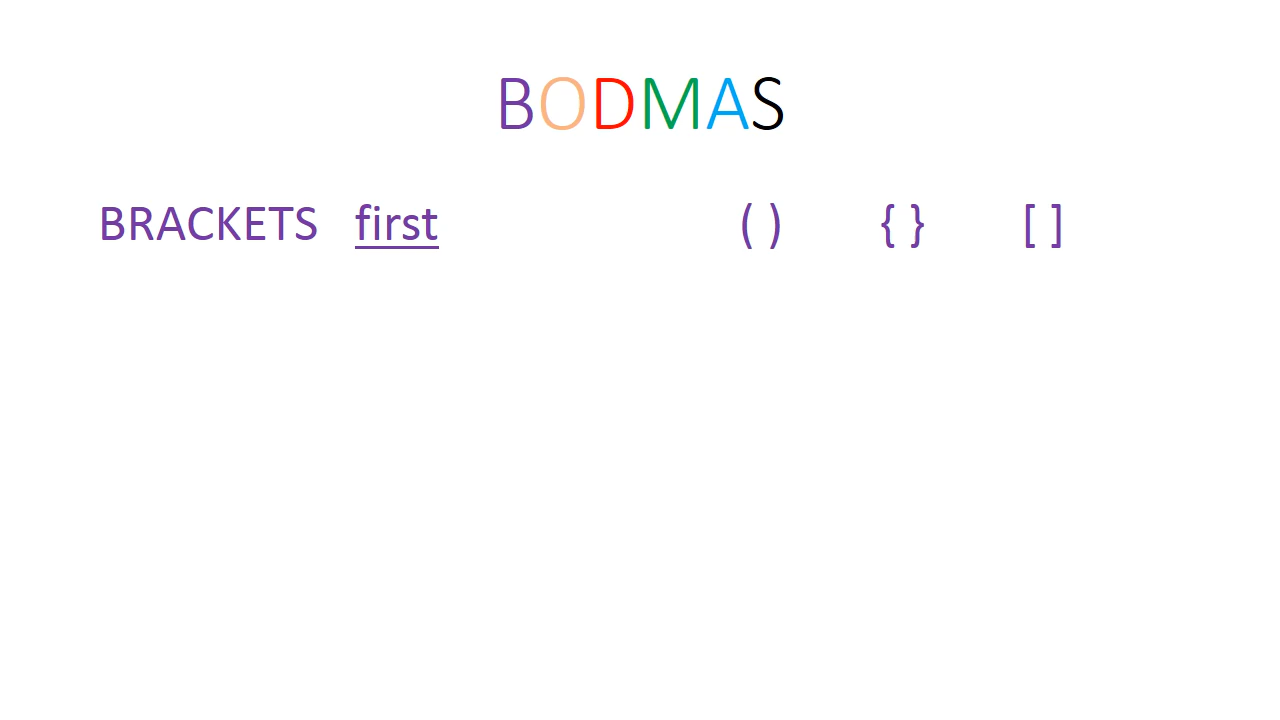 BODMAS
BRACKETS first ( ) { } [ ]